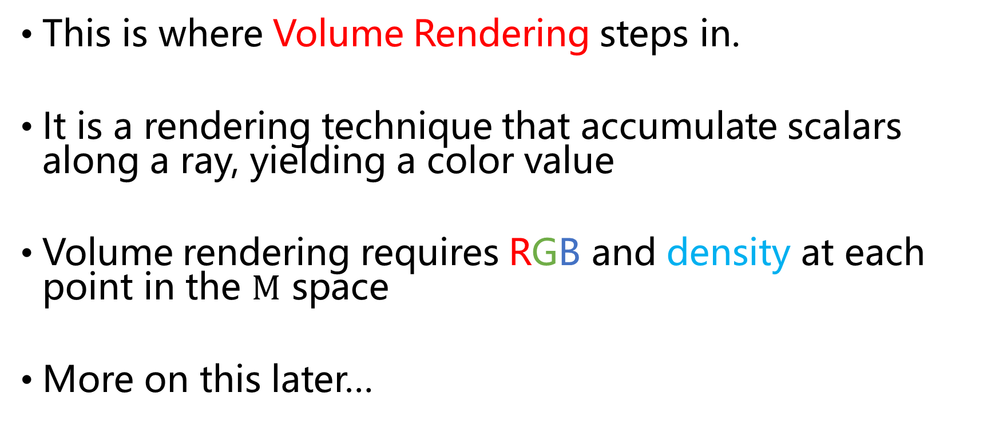 • This is where Volume Rendering steps in.
• It is a rendering technique that accumulate scalars
along a ray, yielding a color value
• Volume rendering requires RGB and density at each
point in the M space
• More on this later...